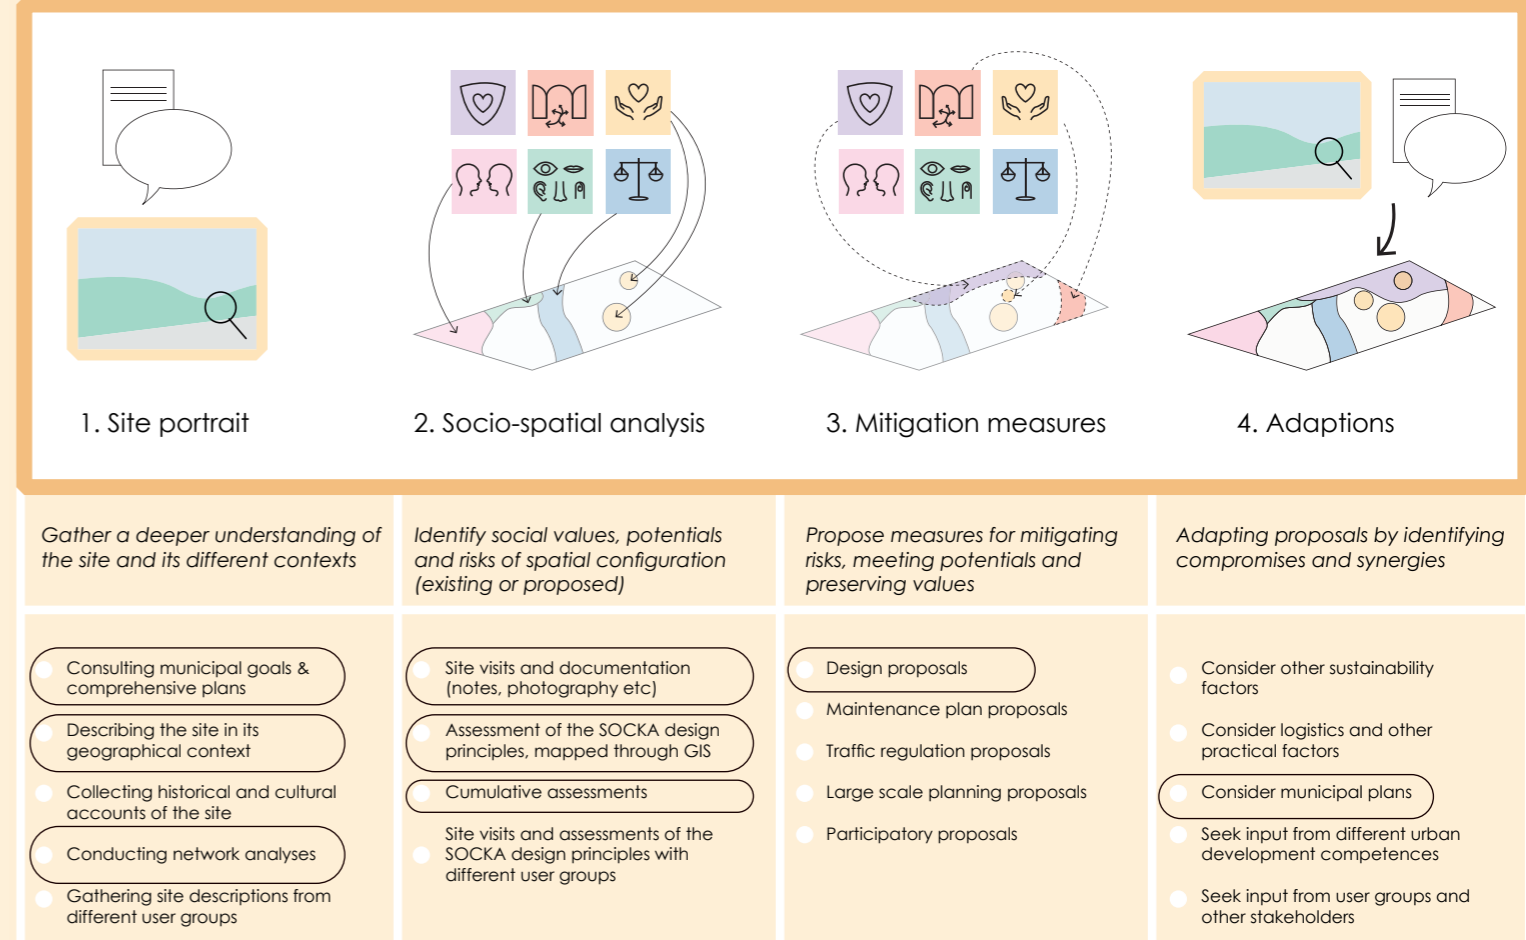 1. Site portrait
2. Socio-spatial analysis
3. Mitigation measures
4. Adaptions
Gather a deeper understanding of
the site and its different contexts
Identify social values, potentials
and risks of spatial configuration
(existing or proposed)
Propose measures for mitigating
risks, meeting potentials and
preserving values
Adapting proposals by identifying
compromises and synergies
Consulting municipal goals &
comprehensive plans
Describing the site in its
geographical context
Collecting historical and cultural
accounts of the site
Conducting network analyses
Gathering site descriptions from
different user groups
Site visits and documentation
(notes, photography etc)
Assessment of the SOCKA design
principles, mapped through GIS
Cumulative assessments
Site visits and assessments of the
SOCKA design principles with
different user groups
Design proposals
Maintenance plan proposals
Traffic regulation proposals
Large scale planning proposals
Participatory proposals
Consider other sustainability
factors
Consider logistics and other
practical factors
Consider municipal plans
Seek input from different urban
development competences
Seek input from user groups and
other stakeholders